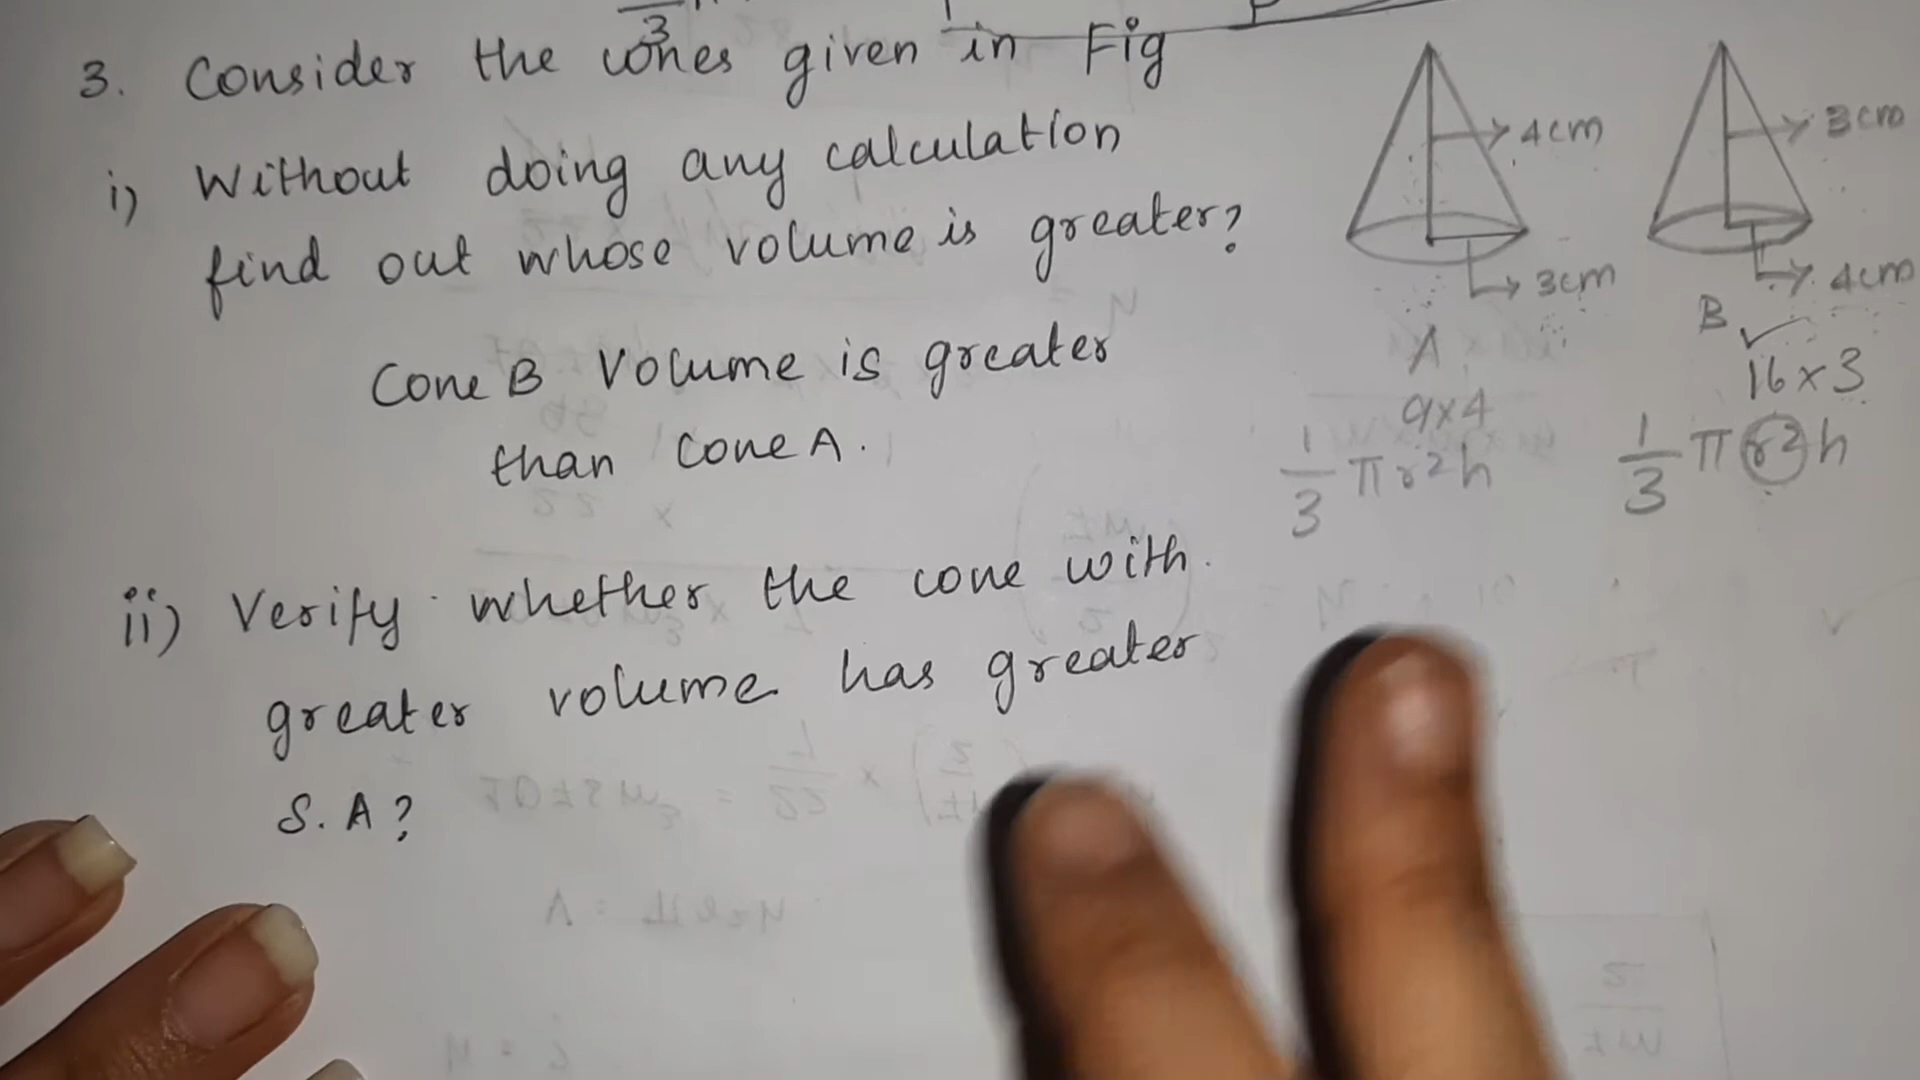 3. Consider the cones given in Fig
i) Without doing any calculation
find out whose volume is greater?
Cone B Volume is greater
than Cone A.
ii) Verify whether the cone with
greater volume has greater
S.A?
4cm
3cm
A
9x4
1/3 πr²h
3cm
4cm
B ✓
16x3
1/3 πr²h